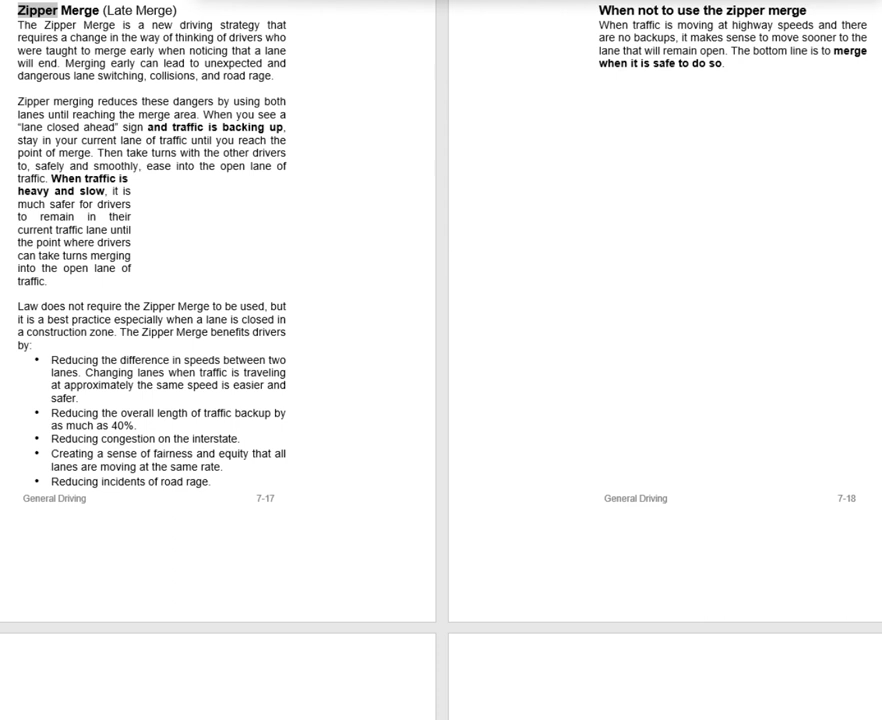 Zipper Merge (Late Merge)
The Zipper Merge is a new driving strategy that
requires a change in the way of thinking of drivers who
were taught to merge early when noticing that a lane
will end. Merging early can lead to unexpected and
dangerous lane switching, collisions, and road rage.
Zipper merging reduces these dangers by using both
lanes until reaching the merge area. When you see a
“lane closed ahead” sign and traffic is backing up,
stay in your current lane of traffic until you reach the
point of merge. Then take turns with the other drivers
to, safely and smoothly, ease into the open lane of
traffic. When traffic is
heavy and slow, it is
much safer for drivers
to remain in their
current traffic lane until
the point where drivers
can take turns merging
into the open lane of
traffic.
Law does not require the Zipper Merge to be used, but
it is a best practice especially when a lane is closed in
a construction zone. The Zipper Merge benefits drivers
by:
• Reducing the difference in speeds between two
lanes. Changing lanes when traffic is traveling
at approximately the same speed is easier and
safer.
• Reducing the overall length of traffic backup by
as much as 40%.
• Reducing congestion on the interstate.
• Creating a sense of fairness and equity that all
lanes are moving at the same rate.
• Reducing incidents of road rage.
General Driving 7-17
When not to use the zipper merge
When traffic is moving at highway speeds and there
are no backups, it makes sense to move sooner to the
lane that will remain open. The bottom line is to merge
when it is safe to do so.
General Driving 7-18